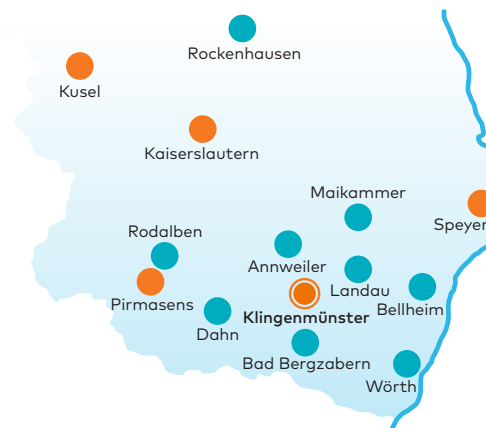 Rockenhausen
Kusel
Kaiserslautern
Maikammer
Speyer
Rodalben
Annweiler
Landau
Pirmasens
Bellheim
Klingenmünster
Dahn
Bad Bergzabern
Wörth